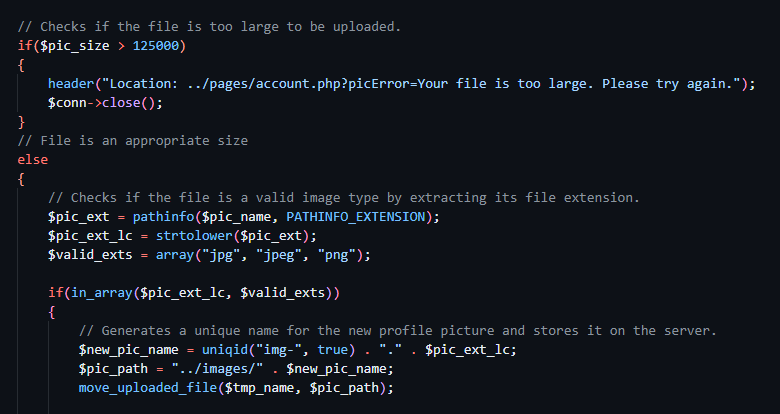 // Checks if the file is too large to be uploaded.
if($pic_size > 125000)
{
header("Location: ../pages/account.php?picError=Your file is too large. Please try again.");
$conn->close();
}
// File is an appropriate size
else
{
// Checks if the file is a valid image type by extracting its file extension.
$pic_ext = pathinfo($pic_name, PATHINFO_EXTENSION);
$pic_ext_lc = strtolower($pic_ext);
$valid_exts = array("jpg", "jpeg", "png");
if(in_array($pic_ext_lc, $valid_exts))
{
// Generates a unique name for the new profile picture and stores it on the server.
$new_pic_name = uniqid("img-", true) . "." . $pic_ext_lc;
$pic_path = "../images/" . $new_pic_name;
move_uploaded_file($tmp_name, $pic_path);